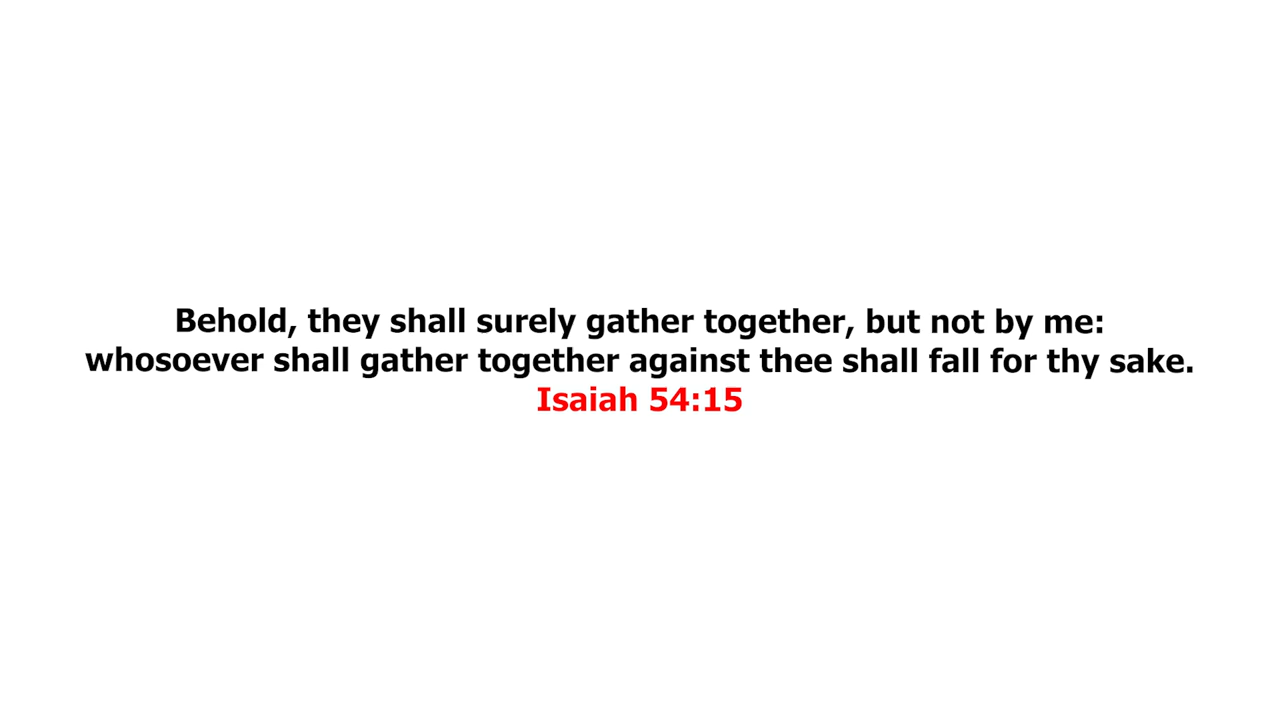 Behold, they shall surely gather together, but not by me:
whosoever shall gather together against thee shall fall for thy sake.
Isaiah 54:15